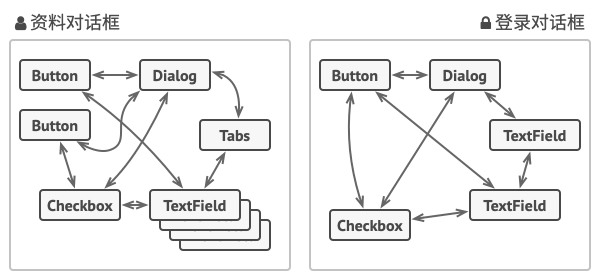 资料对话框
Button
Dialog
Button
Tabs
Checkbox
TextField
登录对话框
Button
Dialog
TextField
TextField
Checkbox